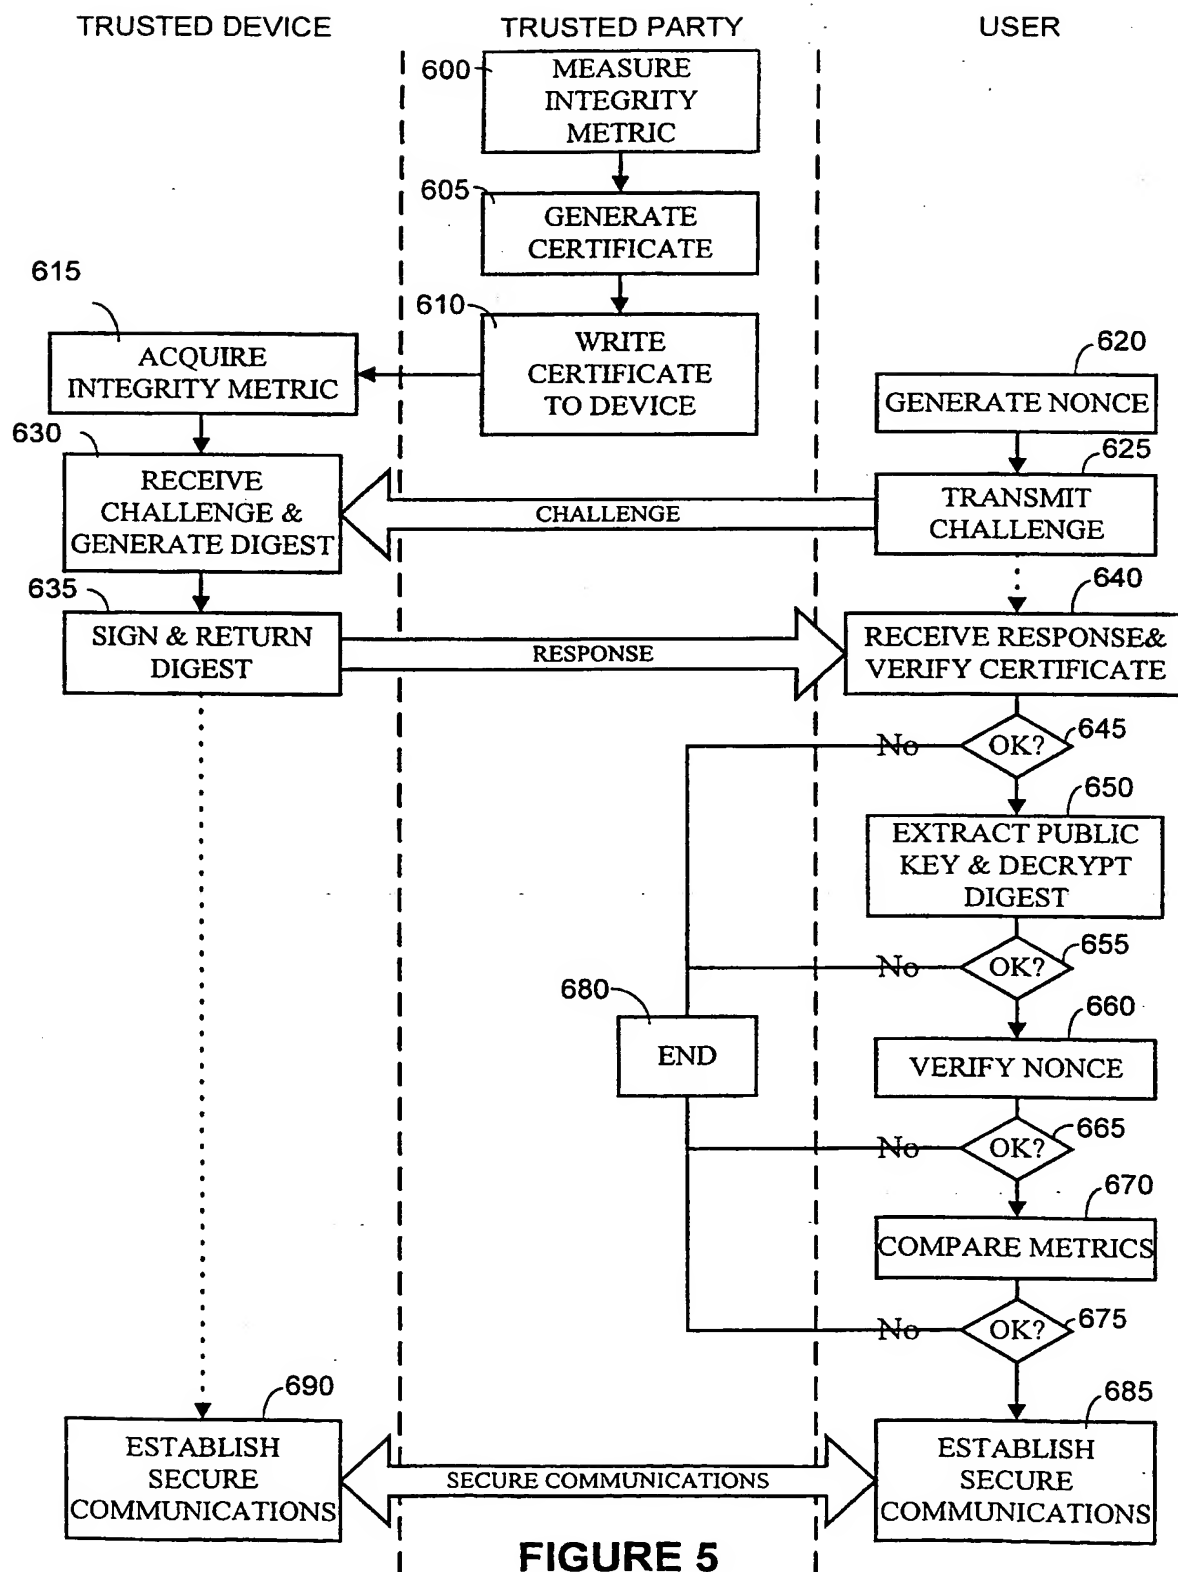 TRUSTED DEVICE
TRUSTED PARTY
USER
600
MEASURE
INTEGRITY
METRIC
605
GENERATE
CERTIFICATE
610
WRITE
CERTIFICATE
TO DEVICE
615
ACQUIRE
INTEGRITY METRIC
620
GENERATE NONCE
625
TRANSMIT
CHALLENGE
CHALLENGE
630
RECEIVE
CHALLENGE &
GENERATE DIGEST
635
SIGN & RETURN
DIGEST
RESPONSE
640
RECEIVE RESPONSE&
VERIFY CERTIFICATE
645
OK?
No
650
EXTRACT PUBLIC
KEY & DECRYPT
DIGEST
655
OK?
No
680
END
660
VERIFY NONCE
665
OK?
No
670
COMPARE METRICS
675
OK?
No
690
ESTABLISH
SECURE
COMMUNICATIONS
SECURE COMMUNICATIONS
685
ESTABLISH
SECURE
COMMUNICATIONS
FIGURE 5